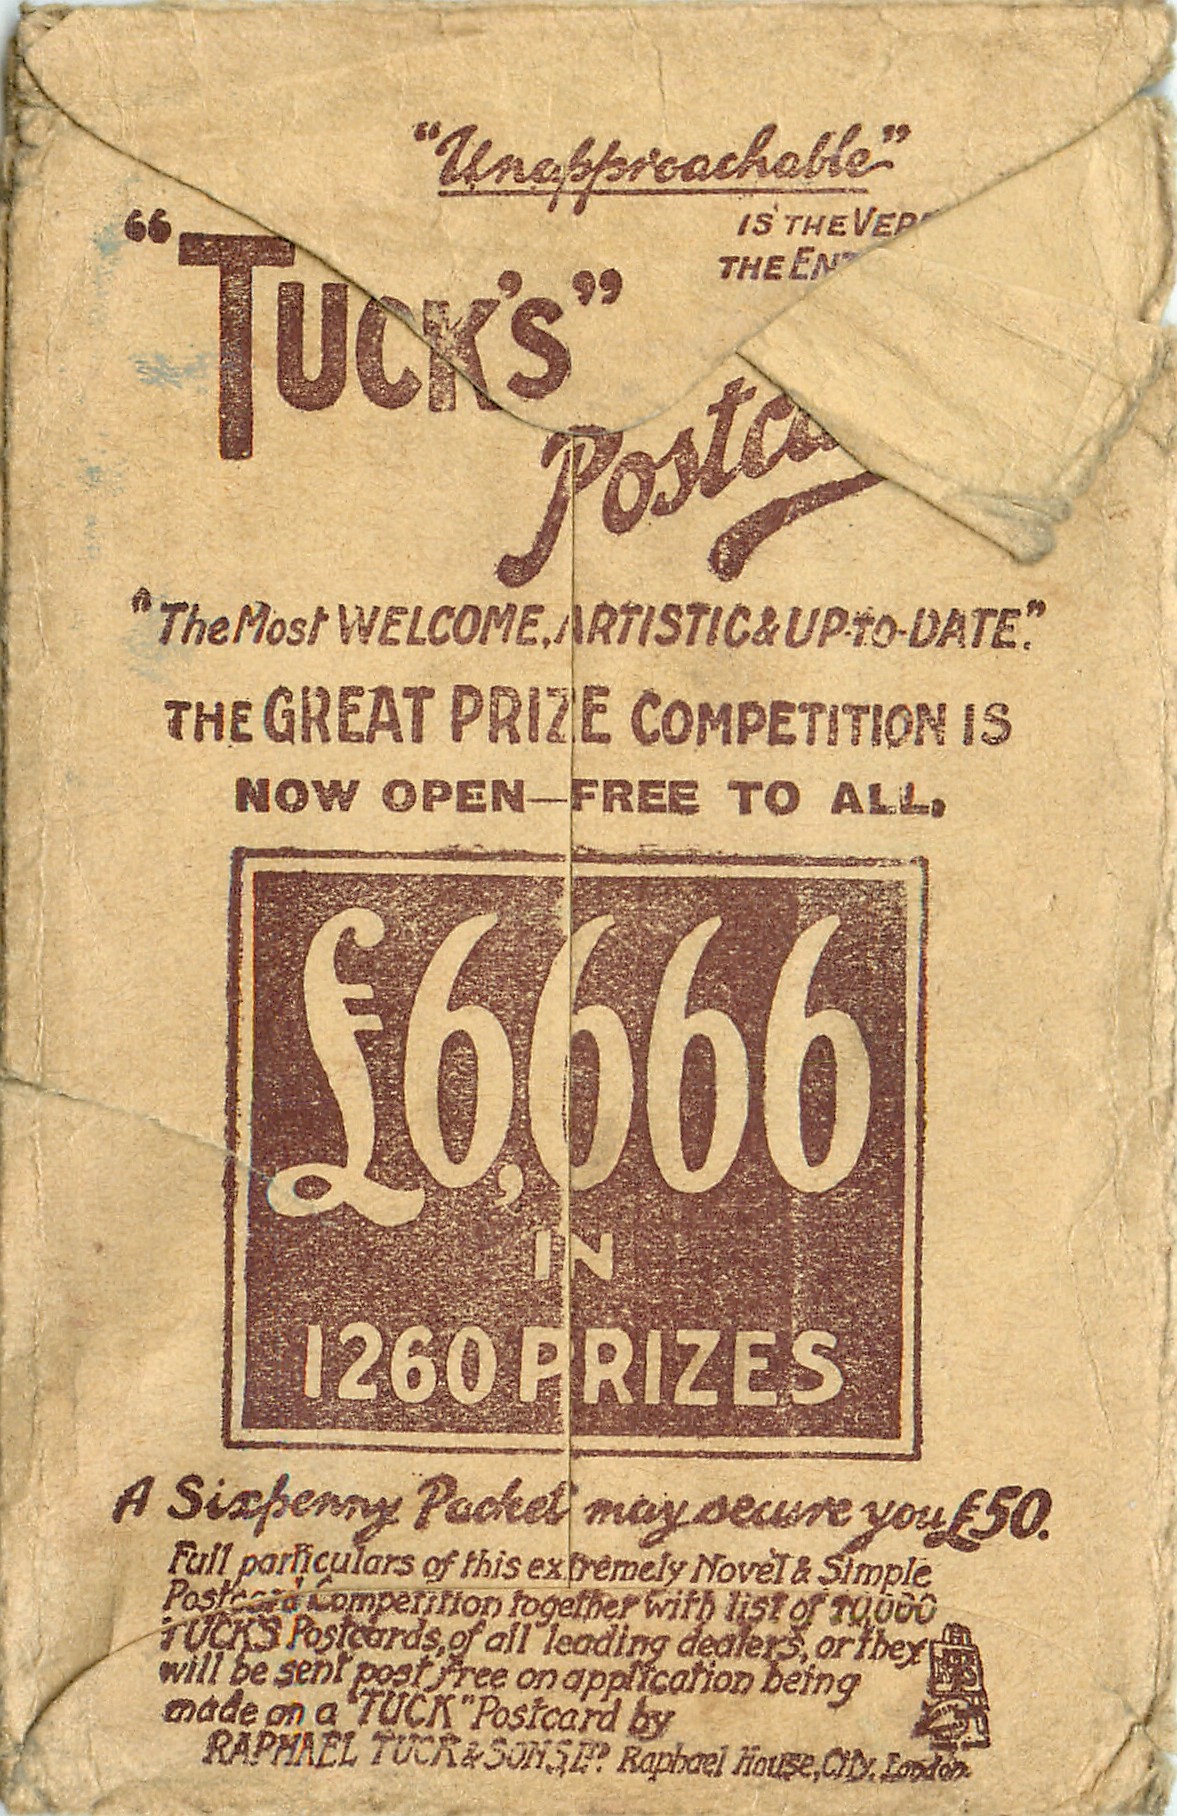 "Unapproachable"
IS THE
THE
"TUCK'S"
"The Most WELCOME, ARTISTIC & UP-to-DATE."
THE GREAT PRIZE COMPETITION IS
NOW OPEN—FREE TO ALL.
£6,666
IN
1260 PRIZES
A Sixpenny Packet may secure you £50.
Full particulars of this extremely Novel & Simple
Postcard Competition together with list of 10,000
TUCK'S Postcards, of all leading dealers, or they
will be sent post free on application being
made on a "TUCK" Postcard by
RAPHAEL TUCK & SONS, LTD. Raphael House, City, London.